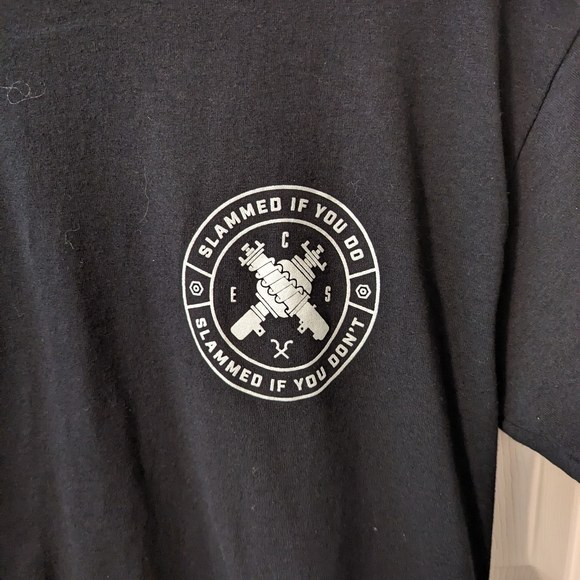 SLAMMED IF YOU DO
C
E S
SLAMMED IF YOU DON'T